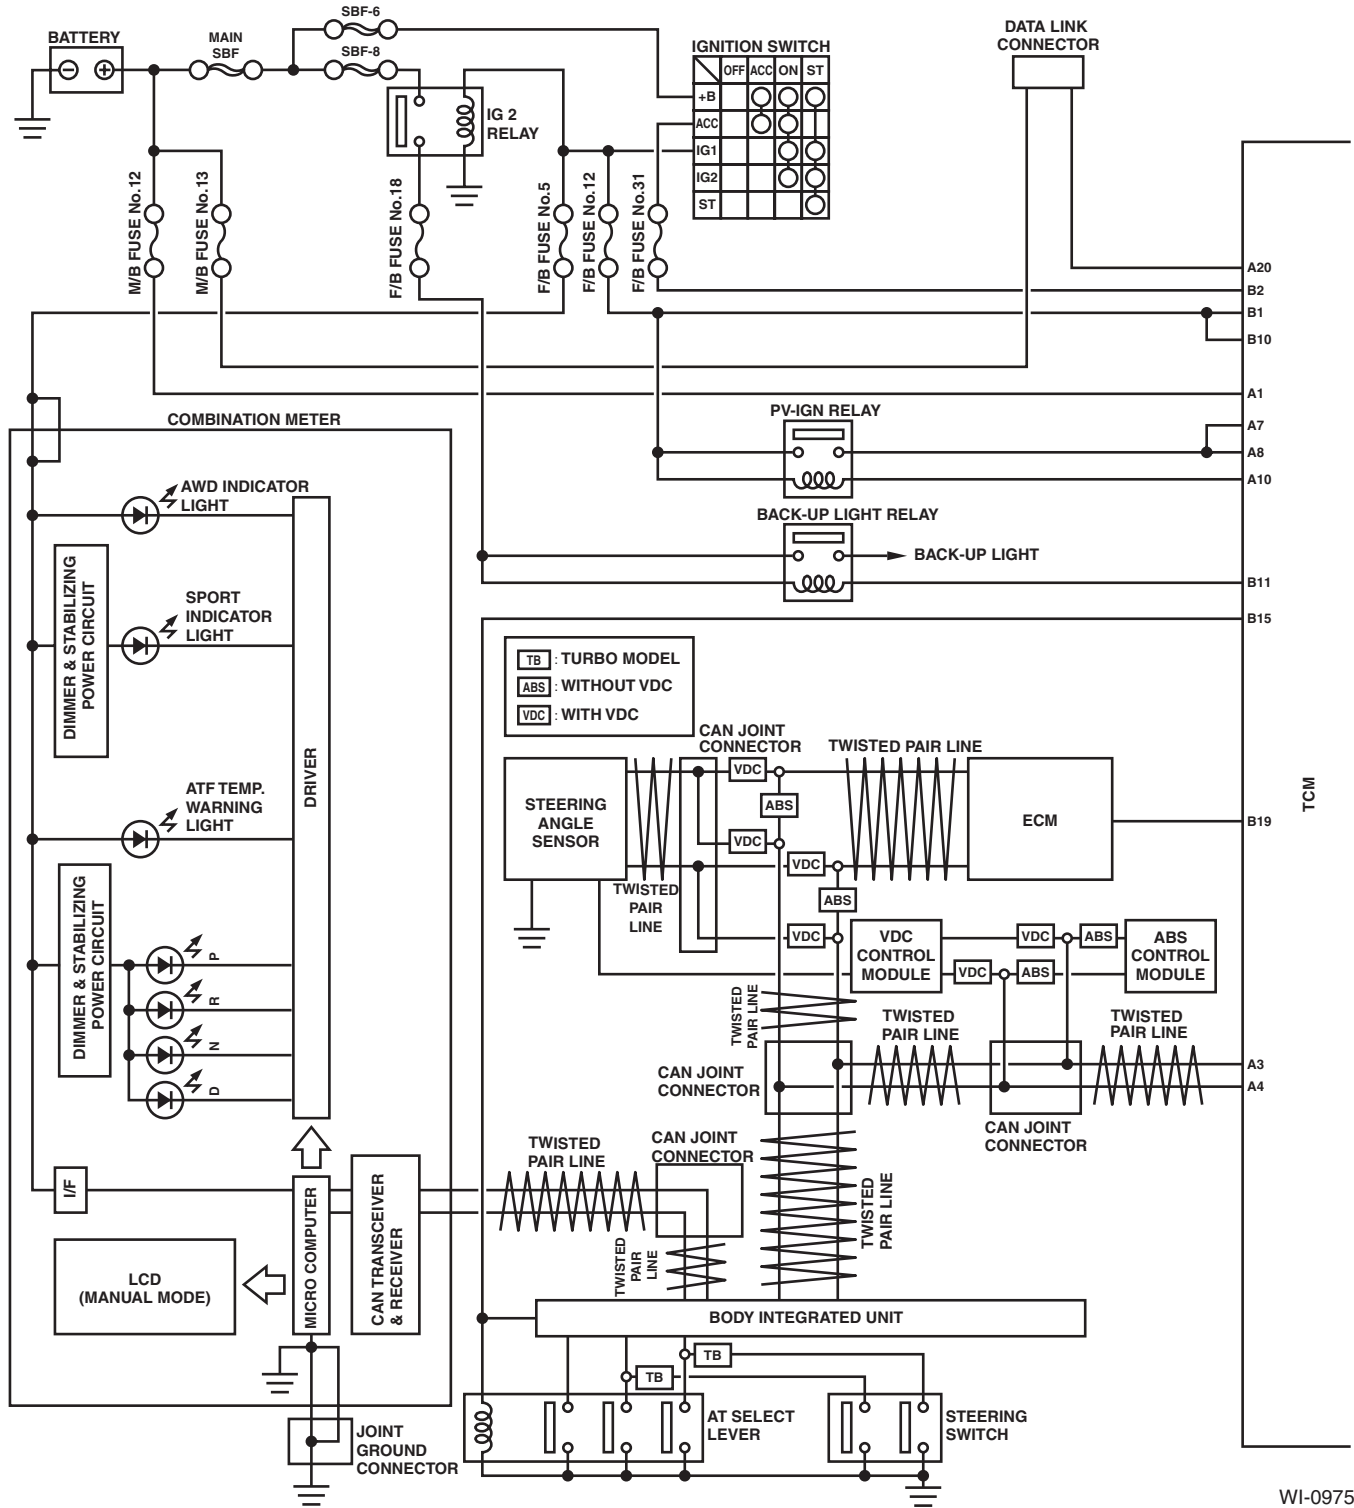 SBF-6
BATTERY
MAIN
SBF
SBF-8
IG 2
RELAY
IGNITION SWITCH
OFF ACC ON ST
+B
ACC
IG1
IG2
ST
DATA LINK
CONNECTOR
M/B FUSE No.12
M/B FUSE No.13
F/B FUSE No.18
F/B FUSE No.5
F/B FUSE No.12
F/B FUSE No.31
A20
B2
B1
B10
A1
A7
A8
A10
B11
B15
B19
A3
A4
TCM
PV-IGN RELAY
BACK-UP LIGHT RELAY
BACK-UP LIGHT
COMBINATION METER
AWD INDICATOR
LIGHT
DIMMER & STABILIZING
POWER CIRCUIT
SPORT
INDICATOR
LIGHT
DRIVER
ATF TEMP.
WARNING
LIGHT
DIMMER & STABILIZING
POWER CIRCUIT
P
R
N
D
I/F
MICRO COMPUTER
CAN TRANSCEIVER
& RECEIVER
LCD
(MANUAL MODE)
JOINT
GROUND
CONNECTOR
TB : TURBO MODEL
ABS : WITHOUT VDC
VDC : WITH VDC
CAN JOINT
CONNECTOR
TWISTED PAIR LINE
STEERING
ANGLE
SENSOR
TWISTED
PAIR
LINE
VDC
ABS
VDC
VDC
ABS
VDC
ECM
VDC
CONTROL
MODULE
VDC
ABS
VDC
ABS
ABS
CONTROL
MODULE
TWISTED
PAIR LINE
TWISTED
PAIR LINE
TWISTED
PAIR LINE
CAN JOINT
CONNECTOR
CAN JOINT
CONNECTOR
TWISTED
PAIR LINE
CAN JOINT
CONNECTOR
TWISTED
PAIR LINE
TWISTED
PAIR
LINE
BODY INTEGRATED UNIT
TB
TB
AT SELECT
LEVER
STEERING
SWITCH
WI-0975